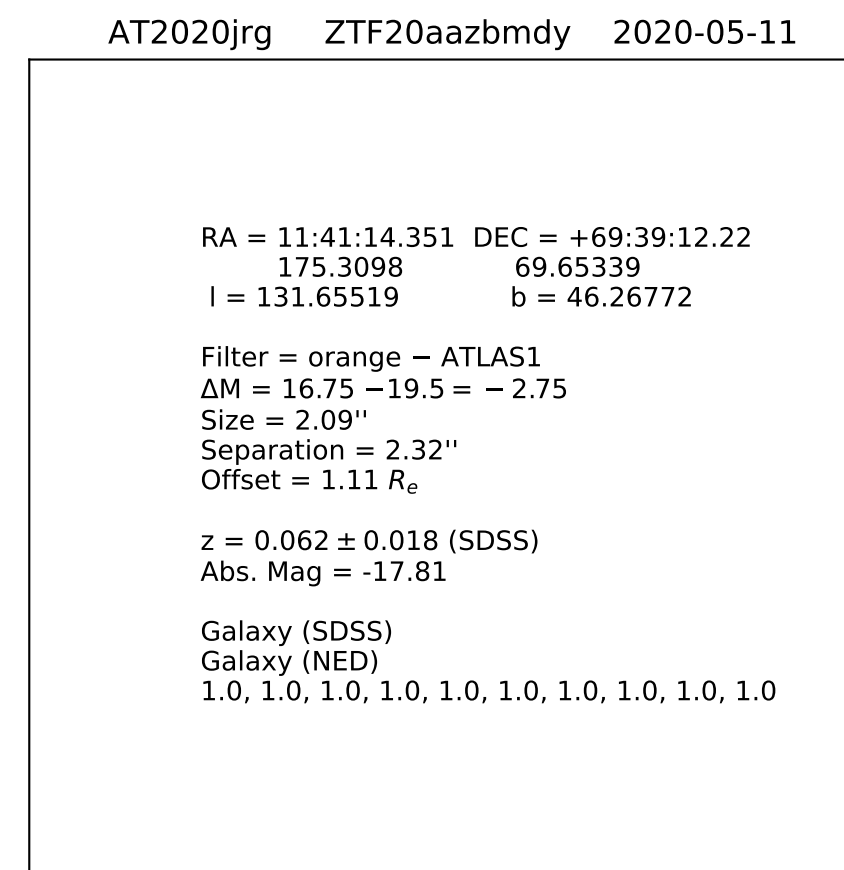 AT2020jrg ZTF20aazbmdy 2020-05-11
RA = 11:41:14.351 DEC = +69:39:12.22
175.3098 69.65339
l = 131.65519 b = 46.26772
Filter = orange − ATLAS1
ΔM = 16.75 −19.5 = − 2.75
Size = 2.09''
Separation = 2.32''
Offset = 1.11 Rₑ
z = 0.062 ± 0.018 (SDSS)
Abs. Mag = -17.81
Galaxy (SDSS)
Galaxy (NED)
1.0, 1.0, 1.0, 1.0, 1.0, 1.0, 1.0, 1.0, 1.0, 1.0